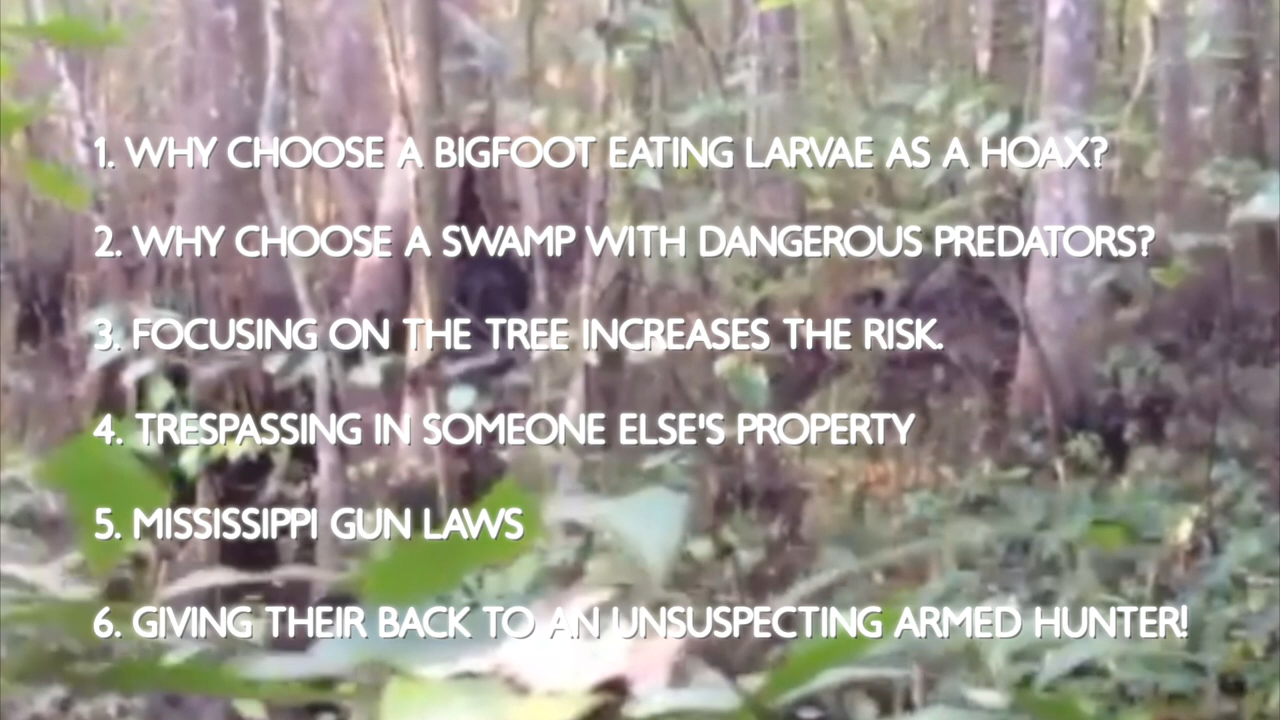 1. WHY CHOOSE A BIGFOOT EATING LARVAE AS A HOAX?
2. WHY CHOOSE A SWAMP WITH DANGEROUS PREDATORS?
3. FOCUSING ON THE TREE INCREASES THE RISK.
4. TRESPASSING IN SOMEONE ELSE'S PROPERTY
5. MISSISSIPPI GUN LAWS
6. GIVING THEIR BACK TO AN UNSUSPECTING ARMED HUNTER!